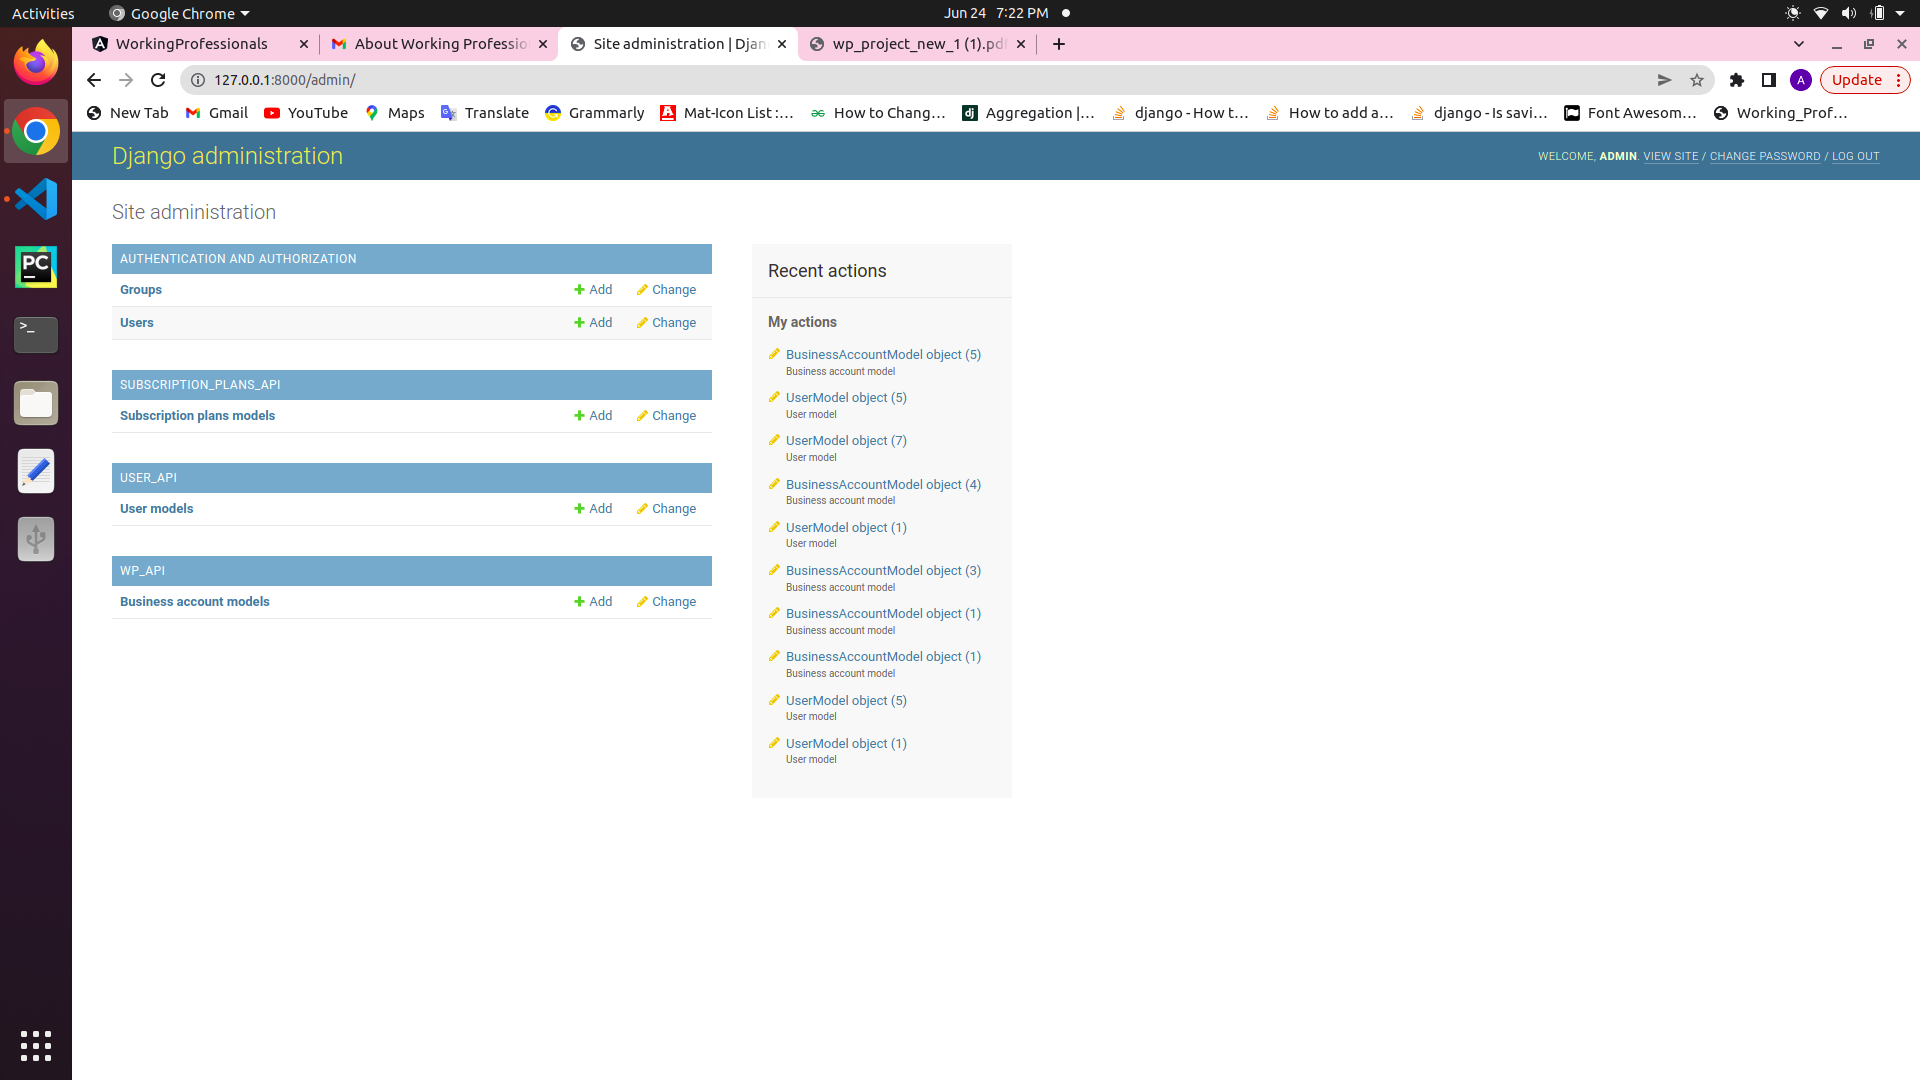 Activities Google Chrome Jun 24 7:22 PM
WorkingProfessionals About Working Professio Site administration | Djan wp_project_new_1 (1).pdf
127.0.0.1:8000/admin/ A Update
New Tab Gmail YouTube Maps Translate Grammarly Mat-Icon List :... How to Chang... Aggregation |... django - How t... How to add a... django - Is savi... Font Awesom... Working_Prof...
Django administration WELCOME, ADMIN. VIEW SITE / CHANGE PASSWORD / LOG OUT
Site administration
AUTHENTICATION AND AUTHORIZATION
Groups Add Change
Users Add Change
SUBSCRIPTION_PLANS_API
Subscription plans models Add Change
USER_API
User models Add Change
WP_API
Business account models Add Change
Recent actions
My actions
BusinessAccountModel object (5)
Business account model
UserModel object (5)
User model
UserModel object (7)
User model
BusinessAccountModel object (4)
Business account model
UserModel object (1)
User model
BusinessAccountModel object (3)
Business account model
BusinessAccountModel object (1)
Business account model
BusinessAccountModel object (1)
Business account model
UserModel object (5)
User model
UserModel object (1)
User model